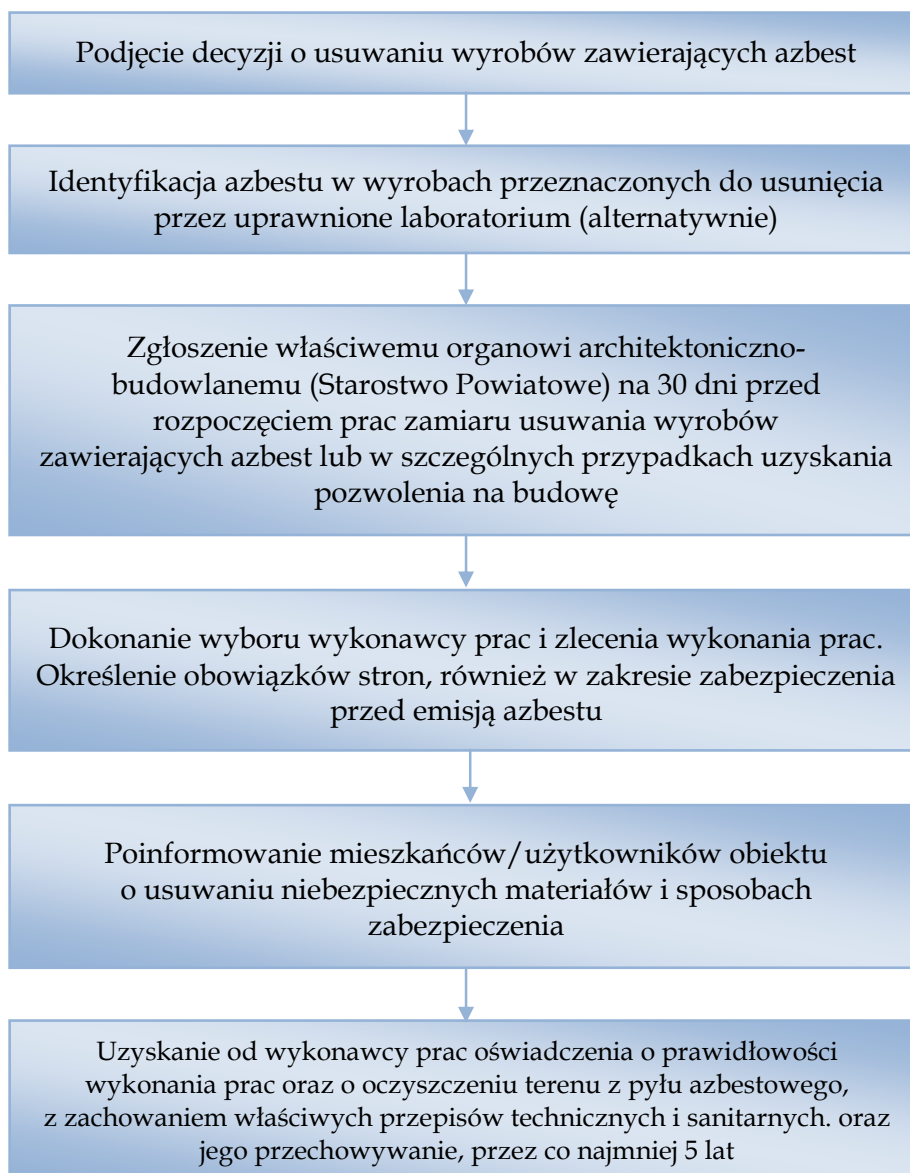 Podjęcie decyzji o usuwaniu wyrobów zawierających azbest
Identyfikacja azbestu w wyrobach przeznaczonych do usunięcia
przez uprawnione laboratorium (alternatywnie)
Zgłoszenie właściwemu organowi architektoniczno-
budowlanemu (Starostwo Powiatowe) na 30 dni przed
rozpoczęciem prac zamiaru usuwania wyrobów
zawierających azbest lub w szczególnych przypadkach uzyskania
pozwolenia na budowę
Dokonanie wyboru wykonawcy prac i zlecenia wykonania prac.
Określenie obowiązków stron, również w zakresie zabezpieczenia
przed emisją azbestu
Poinformowanie mieszkańców/użytkowników obiektu
o usuwaniu niebezpiecznych materiałów i sposobach
zabezpieczenia
Uzyskanie od wykonawcy prac oświadczenia o prawidłowości
wykonania prac oraz o oczyszczeniu terenu z pyłu azbestowego,
z zachowaniem właściwych przepisów technicznych i sanitarnych. oraz
jego przechowywanie, przez co najmniej 5 lat